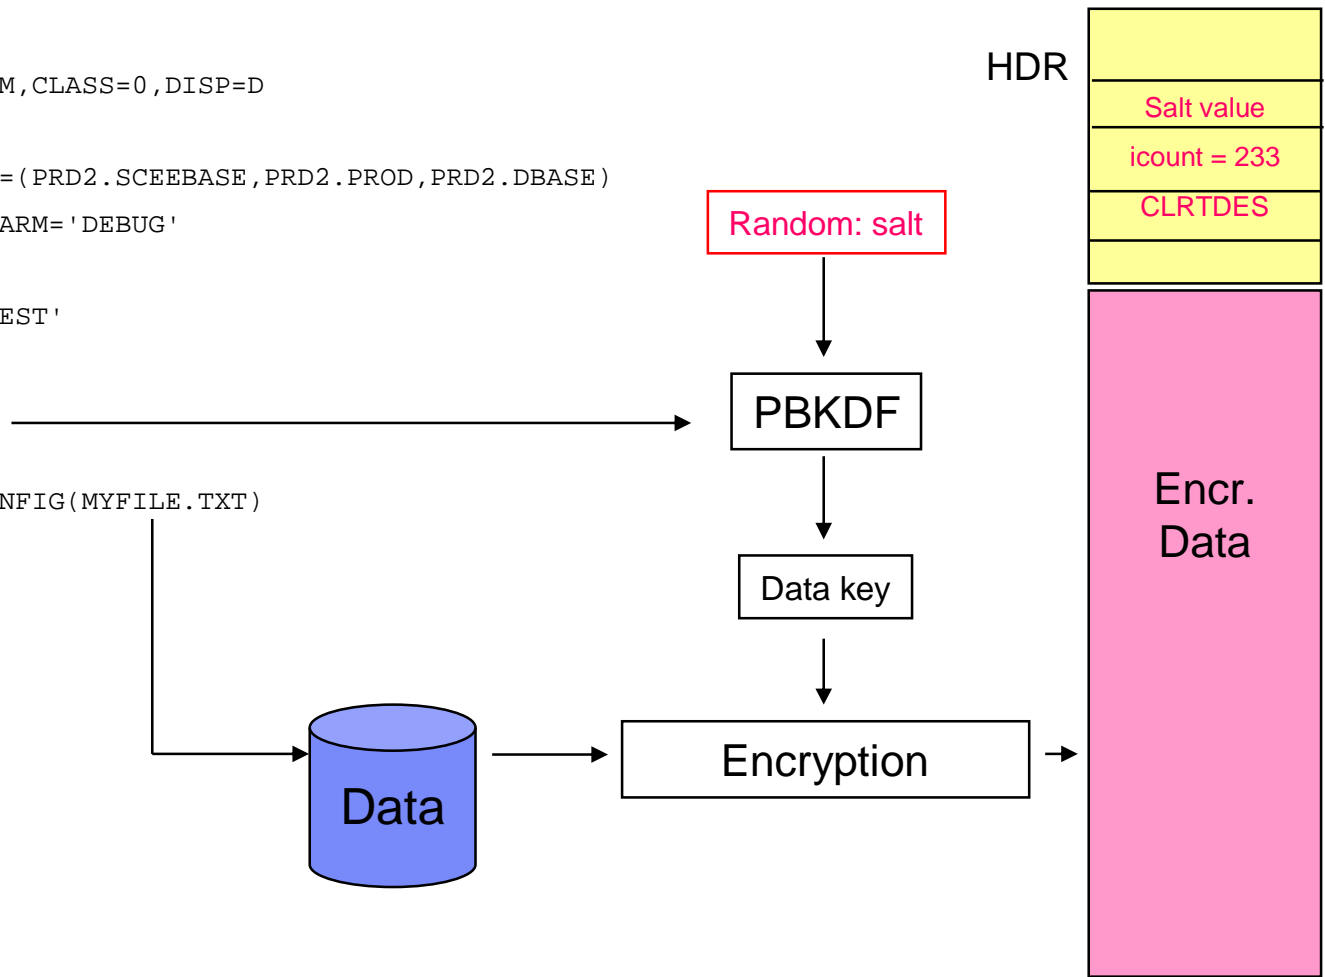 M,CLASS=0,DISP=D
=(PRD2.SCEEBASE,PRD2.PROD,PRD2.DBASE)
ARM='DEBUG'
EST'
NFIG(MYFILE.TXT)
Data
Random: salt
PBKDF
Data key
Encryption
HDR
Salt value
icount = 233
CLRTDES
Encr.
Data